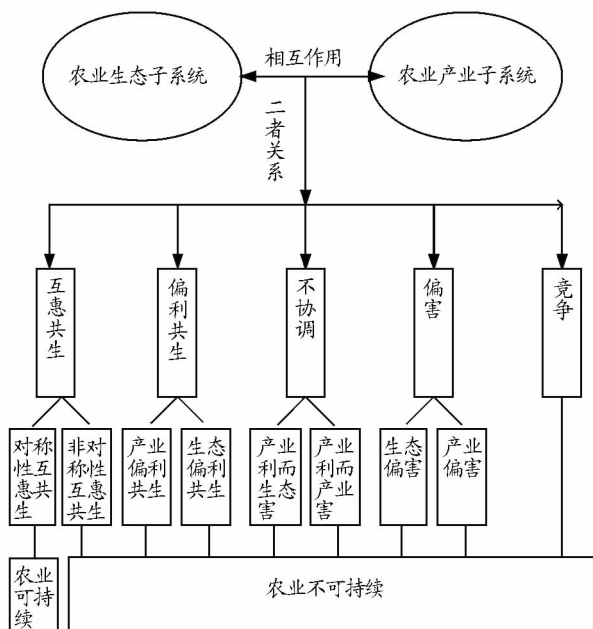 农业生态子系统
相互作用
农业产业子系统
二者关系
互惠共生
偏利共生
不协调
偏害
竞争
对称
性互
惠共
生
非对
称性
互惠
共生
产业
偏利
共生
生态
偏利
共生
产业
利而
生态
害
产业
利而
产业
害
生态
偏害
产业
偏害
农业
可持
续
农业不可持续